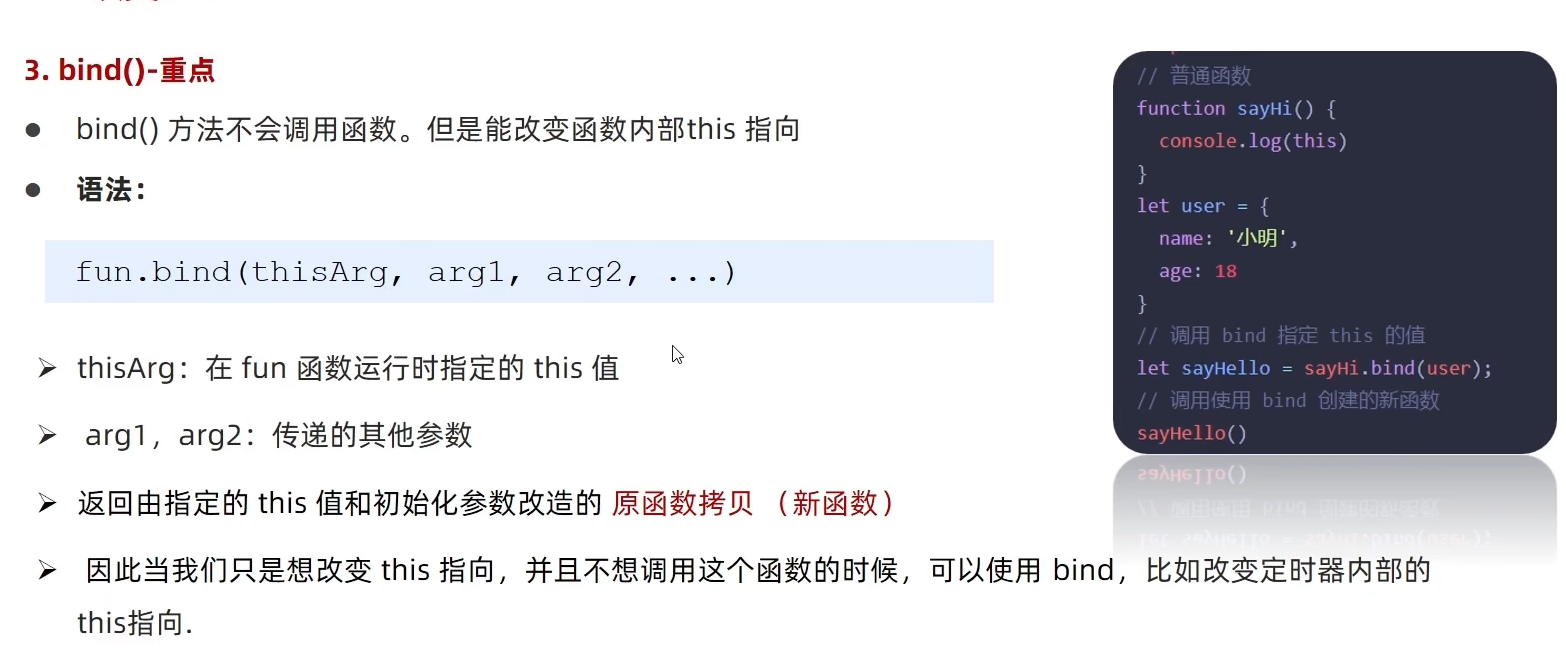 3. bind()-重点
bind() 方法不会调用函数。但是能改变函数内部this 指向
语法：
fun.bind(thisArg, arg1, arg2, ...)
thisArg：在 fun 函数运行时指定的 this 值
arg1，arg2：传递的其他参数
返回由指定的 this 值和初始化参数改造的 原函数拷贝 （新函数）
因此当我们只是想改变 this 指向，并且不想调用这个函数的时候，可以使用 bind，比如改变定时器内部的
this指向.
// 普通函数
function sayHi() {
  console.log(this)
}
let user = {
  name: '小明',
  age: 18
}
// 调用 bind 指定 this 的值
let sayHello = sayHi.bind(user);
// 调用使用 bind 创建的新函数
sayHello()